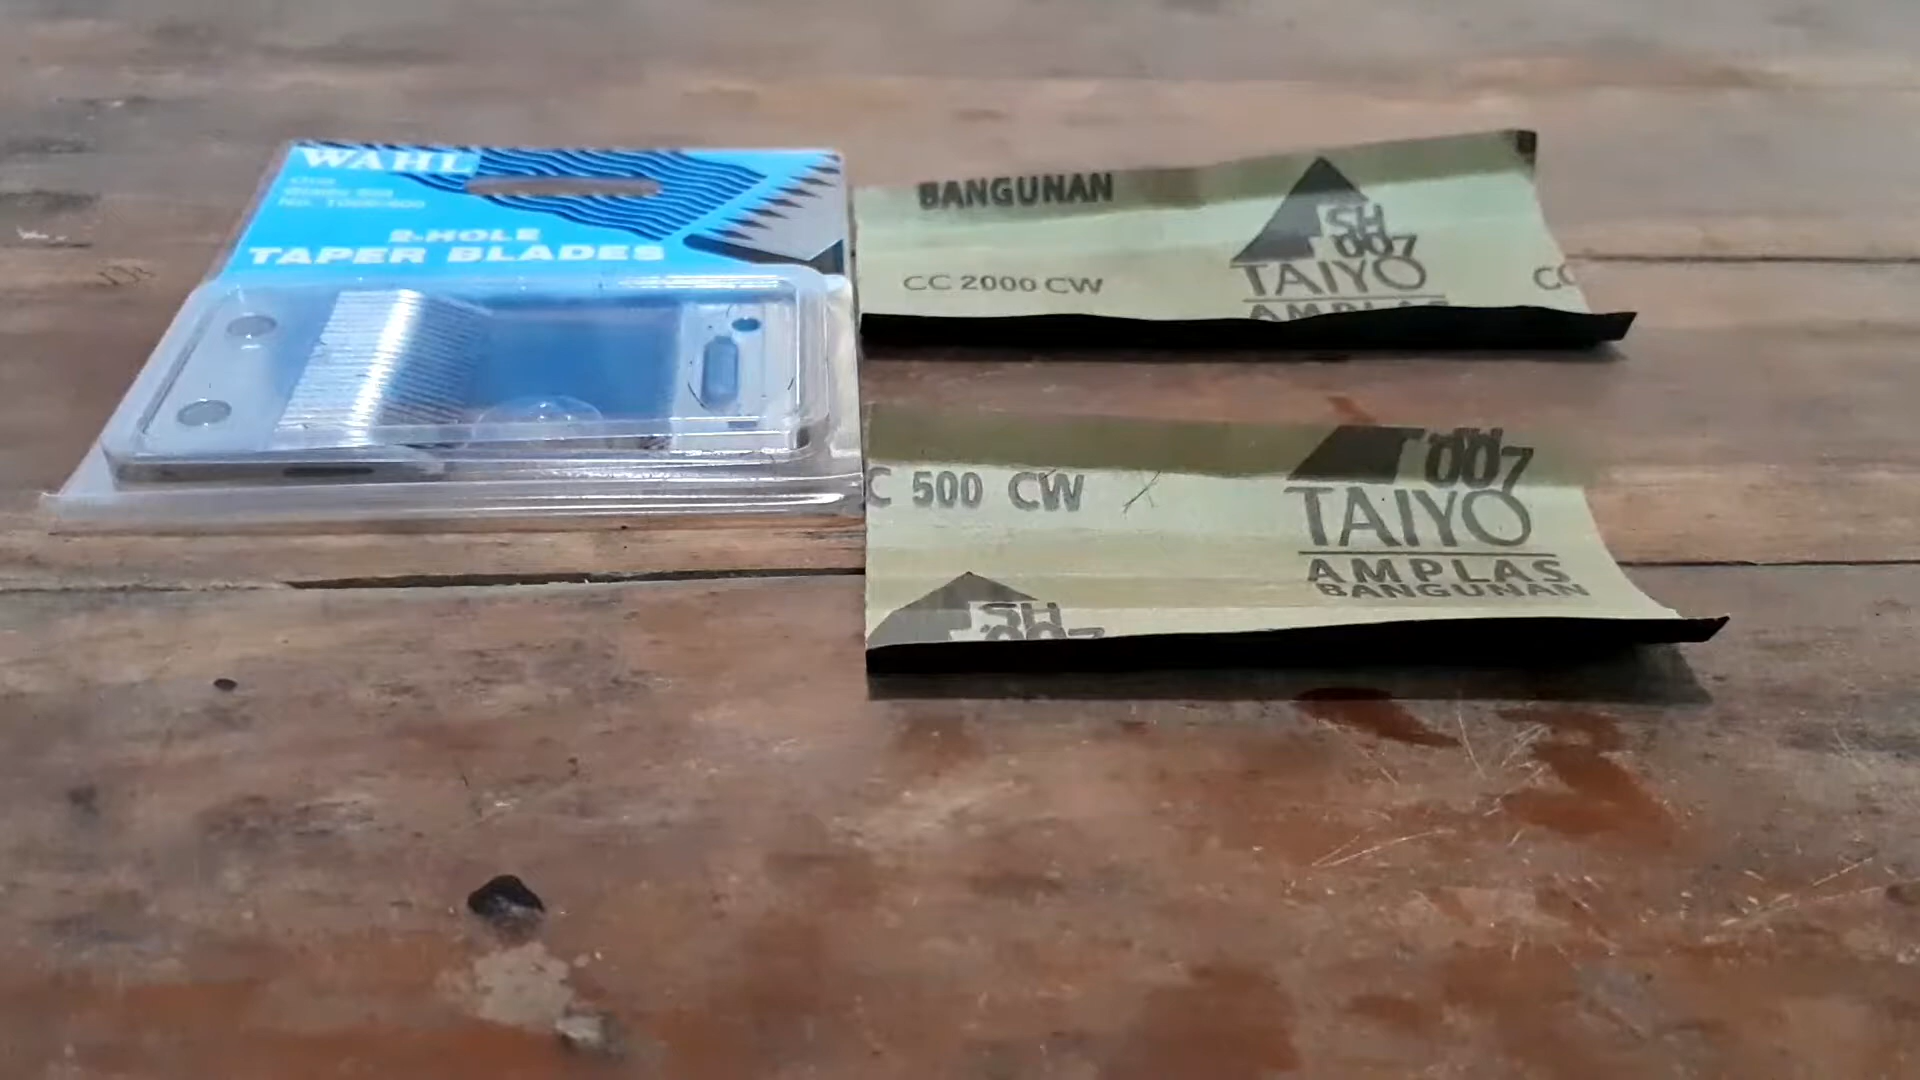 WAHL
2-HOLE
TAPER BLADES
BANGUNAN
SH
007
TAIYO
AMPLAS
CC 2000 CW
CC
007
TAIYO
AMPLAS
BANGUNAN
C 500 CW
SH
007